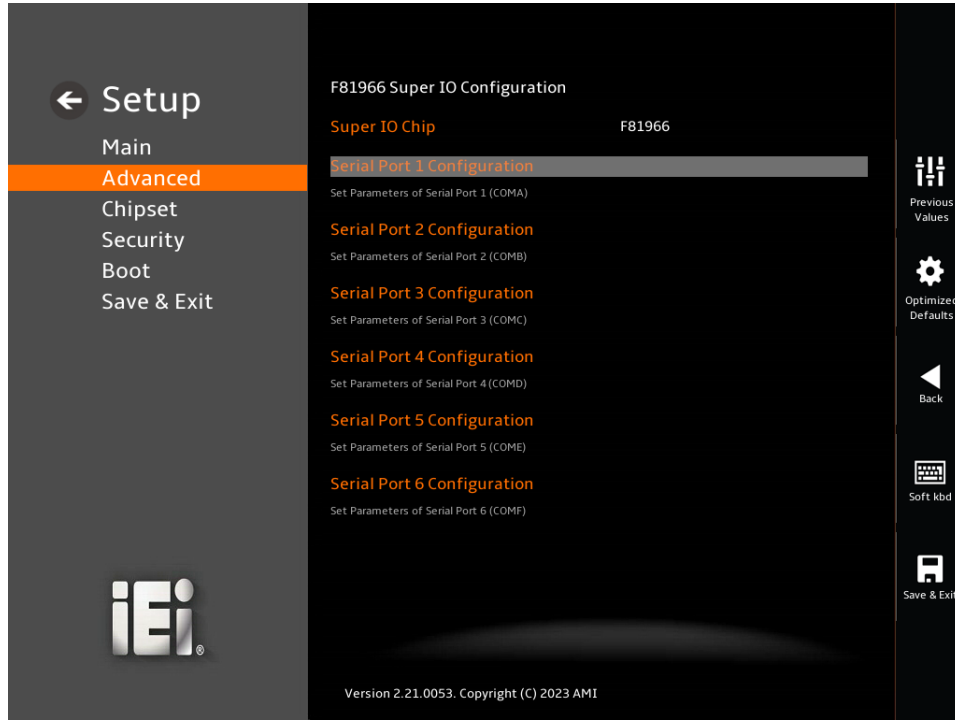 Setup
Main
Advanced
Chipset
Security
Boot
Save & Exit
iEi®
F81966 Super IO Configuration
Super IO Chip F81966
Serial Port 1 Configuration
Set Parameters of Serial Port 1 (COMA)
Serial Port 2 Configuration
Set Parameters of Serial Port 2 (COMB)
Serial Port 3 Configuration
Set Parameters of Serial Port 3 (COMC)
Serial Port 4 Configuration
Set Parameters of Serial Port 4 (COMD)
Serial Port 5 Configuration
Set Parameters of Serial Port 5 (COME)
Serial Port 6 Configuration
Set Parameters of Serial Port 6 (COMF)
Version 2.21.0053. Copyright (C) 2023 AMI
Previous
Values
Optimized
Defaults
Back
Soft kbd
Save & Exit